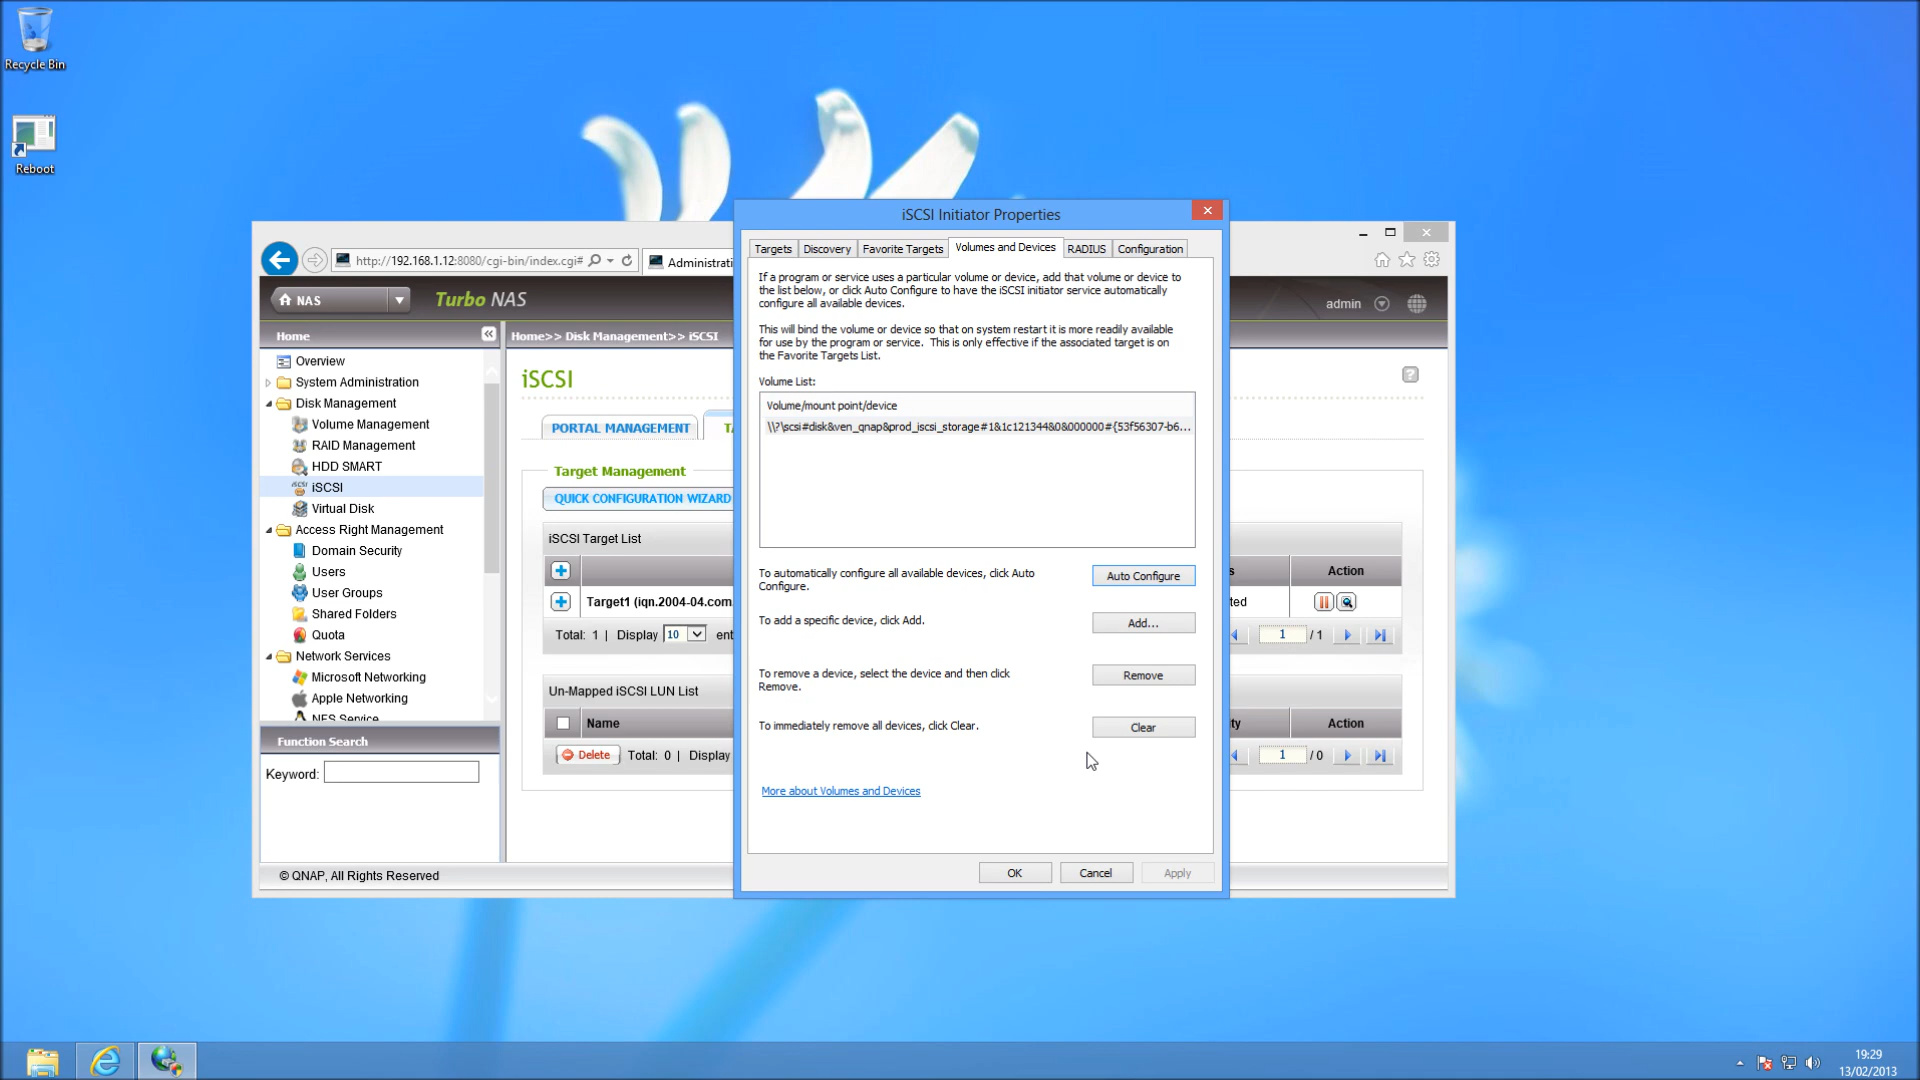 Recycle Bin
Reboot
http://192.168.1.12:8080/cgi-bin/index.cgi#
Administrati
NAS
Turbo NAS
admin
Home
Home>> Disk Management>> iSCSI
Overview
System Administration
Disk Management
Volume Management
RAID Management
HDD SMART
iSCSI
Virtual Disk
Access Right Management
Domain Security
Users
User Groups
Shared Folders
Quota
Network Services
Microsoft Networking
Apple Networking
NFS Service
Function Search
Keyword:
© QNAP, All Rights Reserved
iSCSI
PORTAL MANAGEMENT
TA
Target Management
QUICK CONFIGURATION WIZARD
iSCSI Target List
s
Action
Target1 (iqn.2004-04.com
ted
Total: 1 | Display 10 ent
1 / 1
Un-Mapped iSCSI LUN List
Name
ty
Action
Delete
Total: 0 | Display
1 / 0
iSCSI Initiator Properties
Targets
Discovery
Favorite Targets
Volumes and Devices
RADIUS
Configuration
If a program or service uses a particular volume or device, add that volume or device to
the list below, or click Auto Configure to have the iSCSI initiator service automatically
configure all available devices.
This will bind the volume or device so that on system restart it is more readily available
for use by the program or service. This is only effective if the associated target is on
the Favorite Targets List.
Volume List:
Volume/mount point/device
\\?\scsi#disk&ven_qnap&prod_iscsi_storage#1&1c121344&0&000000#{53f56307-b6...
To automatically configure all available devices, click Auto
Configure.
Auto Configure
To add a specific device, click Add.
Add...
To remove a device, select the device and then click
Remove.
Remove
To immediately remove all devices, click Clear.
Clear
More about Volumes and Devices
OK
Cancel
Apply
19:29
13/02/2013